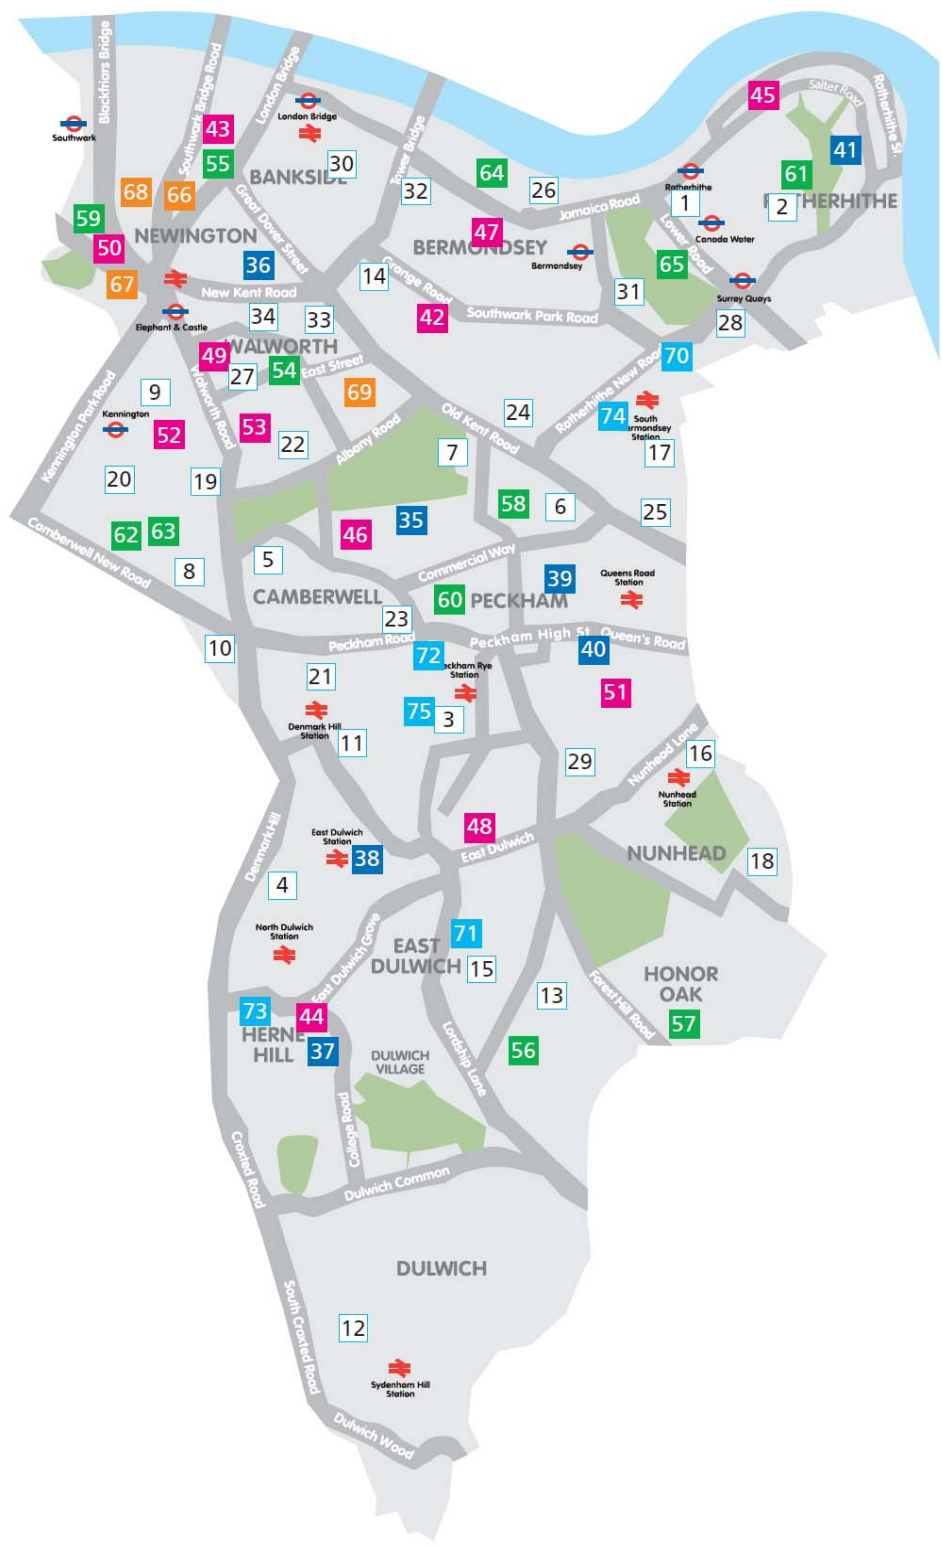 Blackfriars Bridge
Southwark Bridge Road
London Bridge
Tower Bridge
Southwark
London Bridge
43
55
30
BANKSIDE
68
66
59
50
NEWINGTON
67
36
Great Dover Street
New Kent Road
Elephant & Castle
32
64
26
47
BERMONDSEY
Bermondsey
Jamaica Road
14
Grange Road
42
Southwark Park Road
45
Salter Road
Rotherhithe St.
41
61
Rotherhithe
1
2
ROTHERHITHE
Canada Water
Lower Road
65
Surrey Quays
31
28
34
33
WALWORTH
49
27
54
East Street
69
Walworth Road
53
22
Albany Road
Kennington Park Road
9
Kennington
52
20
19
62
63
8
Camberwell New Road
Old Kent Road
24
Rotherhithe New Road
70
74
South
ermondsey
Station
17
7
58
6
25
46
35
5
Commercial Way
CAMBERWELL
23
60
PECKHAM
39
Queens Road
Station
10
Peckham Road
72
Peckham High St
Queen's Road
40
eckham Rye
Station
51
21
75
3
Denmark Hill
Station
11
29
Nunhead Lane
16
Nunhead
Station
48
East Dulwich
NUNHEAD
18
Denmark Hill
East Dulwich
Station
38
4
North Dulwich
Station
East Dulwich Grove
EAST
DULWICH
71
15
13
Forest Hill Road
HONOR
OAK
57
73
44
HERNE
HILL
37
DULWICH
VILLAGE
Lordship Lane
56
College Road
Croxted Road
Dulwich Common
DULWICH
South Croxted Road
12
Sydenham Hill
Station
Dulwich Wood